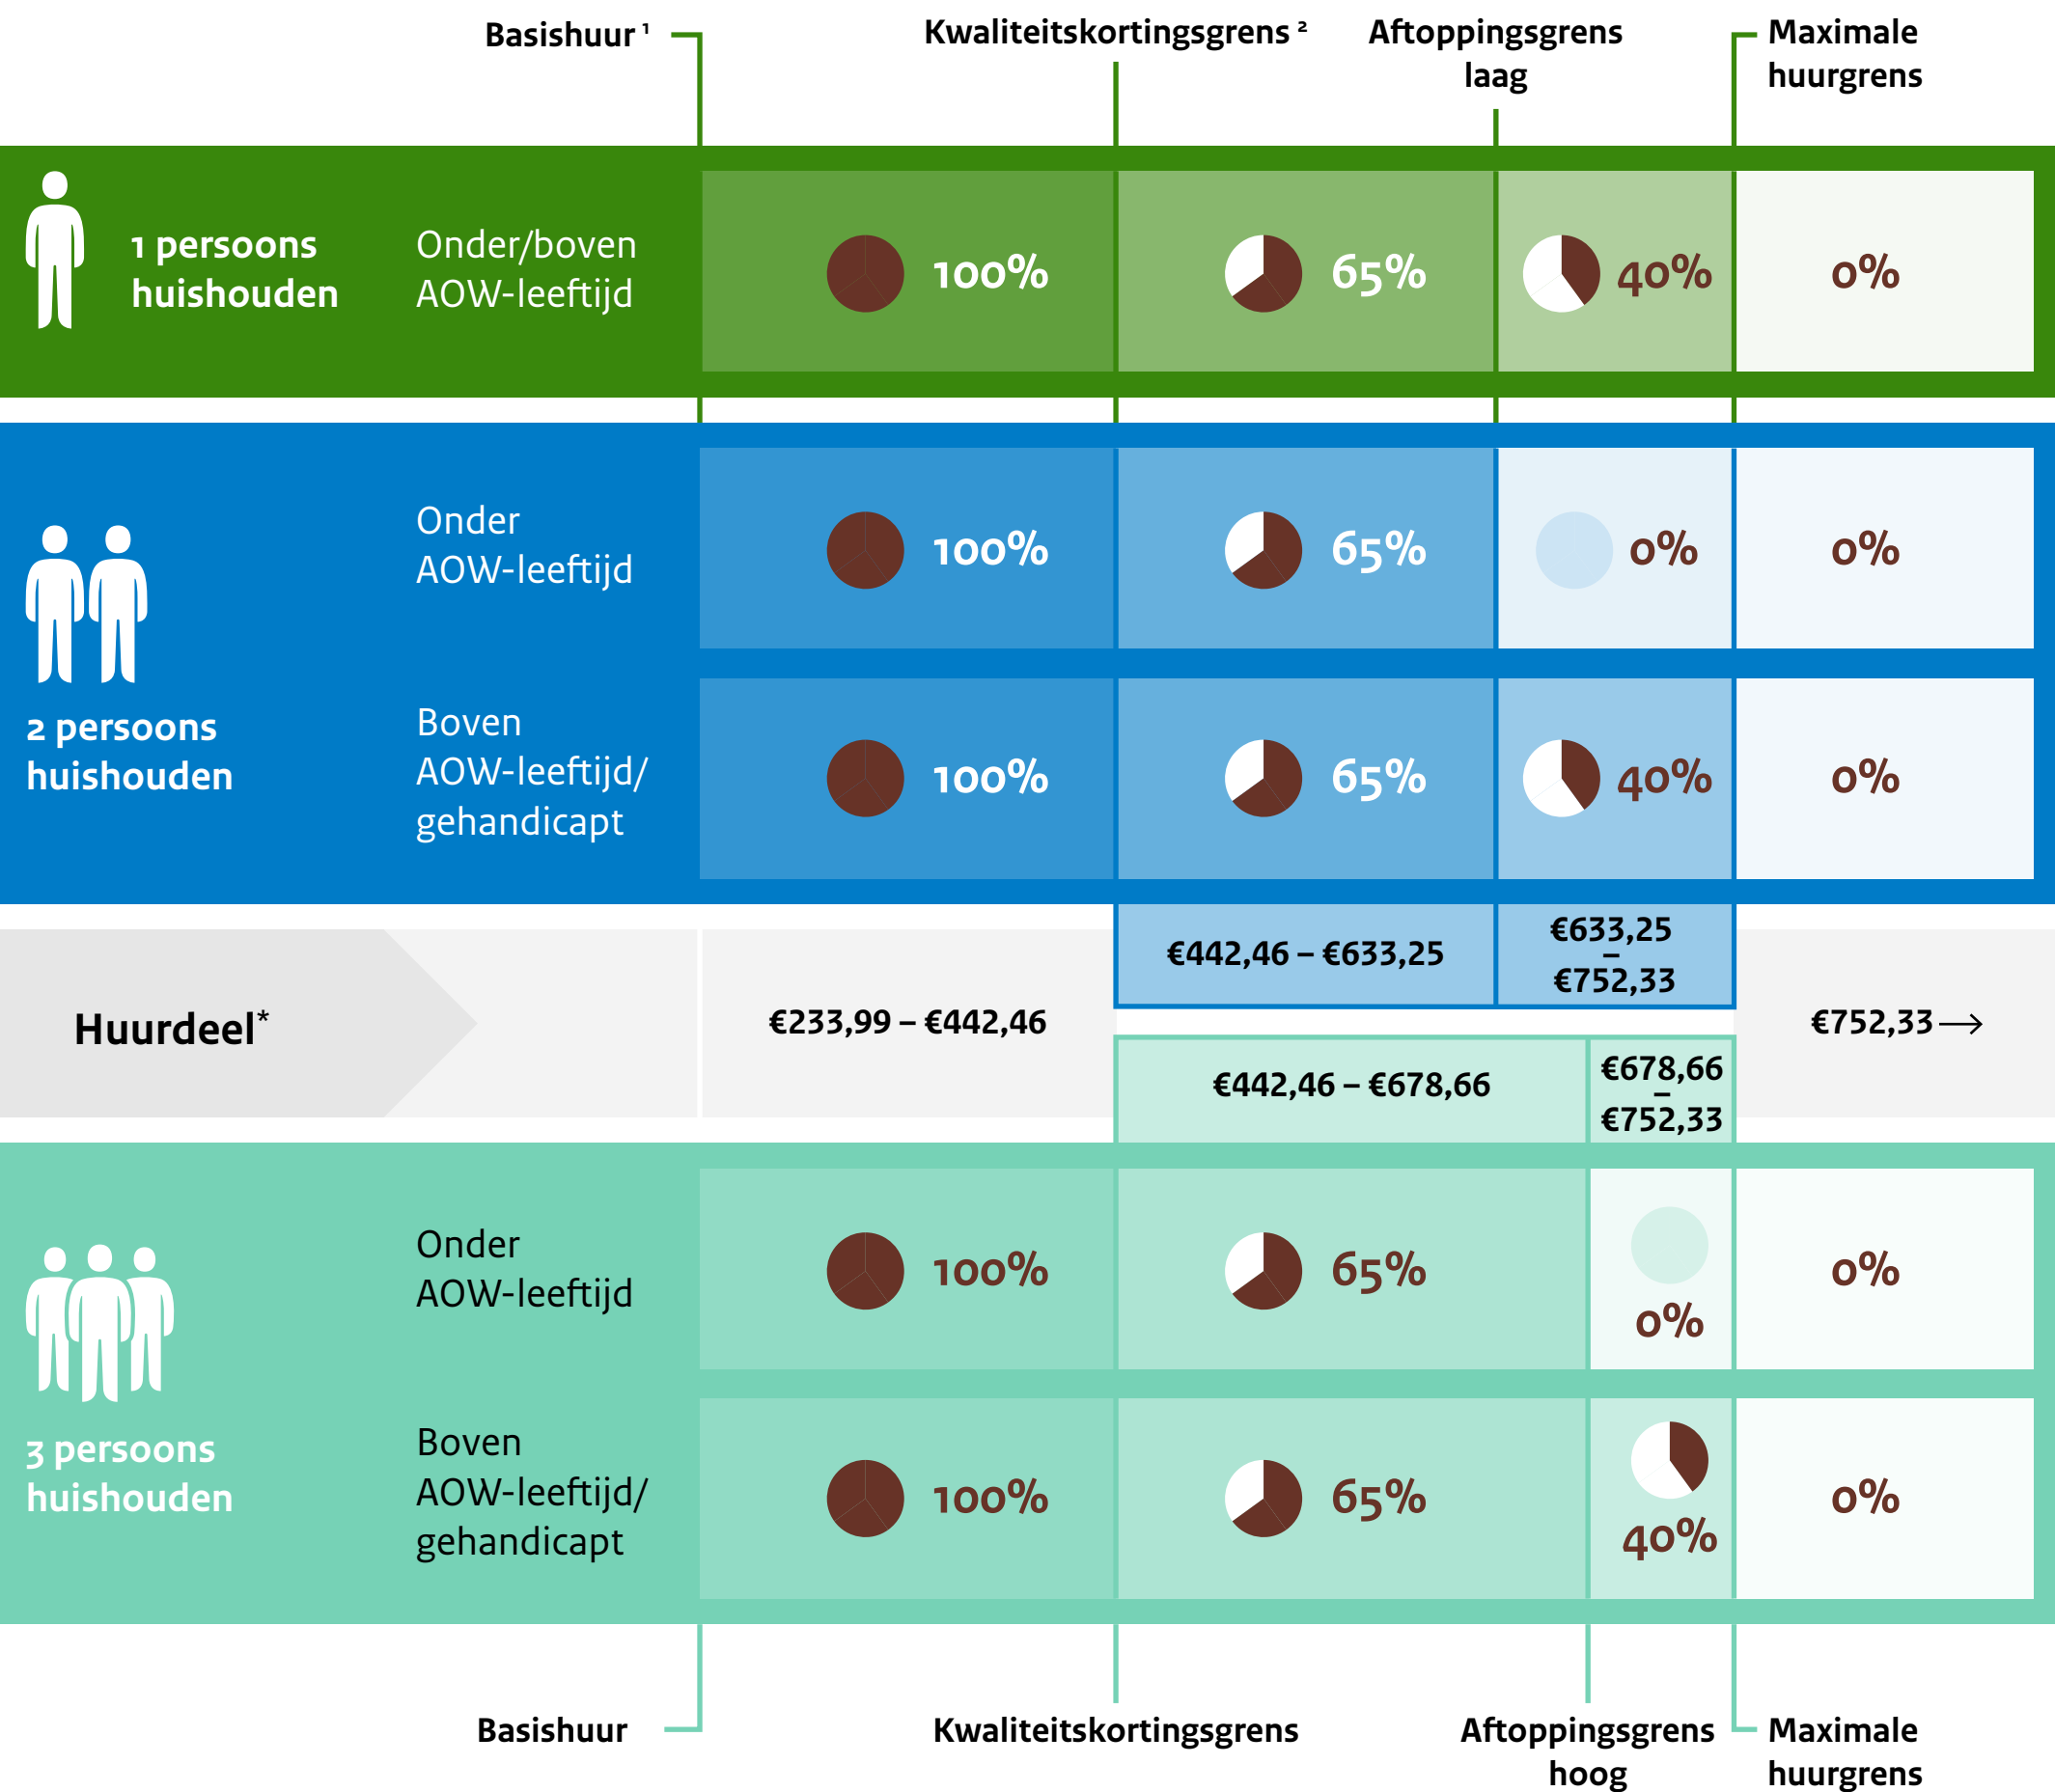 Basishuur ¹
Kwaliteitskortingsgrens ²
Aftoppingsgrens
laag
Maximale
huurgrens
1 persoons
huishouden
Onder/boven
AOW-leeftijd
100%
65%
40%
0%
2 persoons
huishouden
Onder
AOW-leeftijd
100%
65%
0%
0%
Boven
AOW-leeftijd/
gehandicapt
100%
65%
40%
0%
Huurdeel*
€233,99 – €442,46
€442,46 – €633,25
€633,25
–
€752,33
€442,46 – €678,66
€678,66
–
€752,33
€752,33 →
3 persoons
huishouden
Onder
AOW-leeftijd
100%
65%
0%
0%
Boven
AOW-leeftijd/
gehandicapt
100%
65%
40%
0%
Basishuur
Kwaliteitskortingsgrens
Aftoppingsgrens
hoog
Maximale
huurgrens